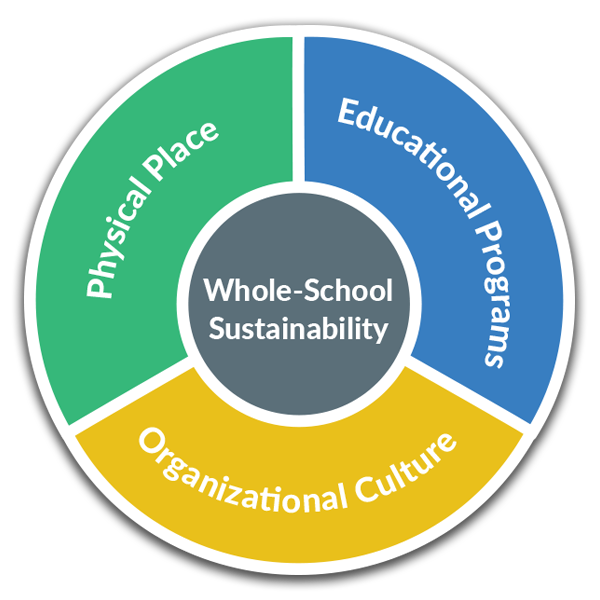 Physical Place
Educational Programs
Whole-School
Sustainability
Organizational Culture